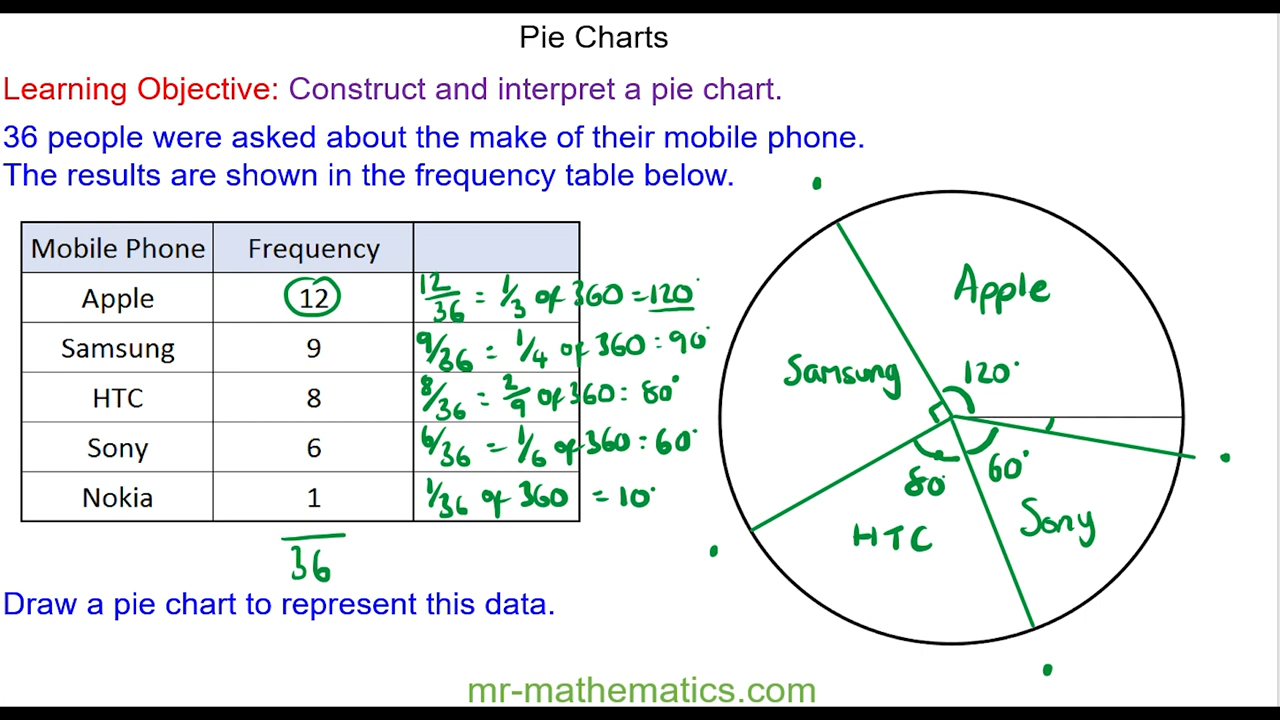 Pie Charts
Learning Objective: Construct and interpret a pie chart.
36 people were asked about the make of their mobile phone.
The results are shown in the frequency table below.
Mobile Phone Frequency
Apple 12 12/36 = 1/3 of 360 = 120°
Samsung 9 9/36 = 1/4 of 360 : 90°
HTC 8 8/36 = 2/9 of 360 : 80°
Sony 6 6/36 = 1/6 of 360 : 60°
Nokia 1 1/36 of 360 = 10°
36
Apple
Samsung 120°
80° 60°
HTC Sony
Draw a pie chart to represent this data.
mr-mathematics.com